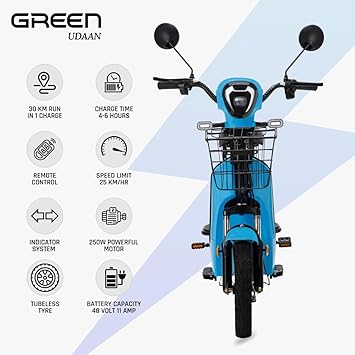 GREEN
UDAAN
30 KM RUN
IN 1 CHARGE
CHARGE TIME
4-6 HOURS
REMOTE
CONTROL
SPEED LIMIT
25 KM/HR
INDICATOR
SYSTEM
250W POWERFUL
MOTOR
TUBELESS
TYRE
BATTERY CAPACITY
48 VOLT 11 AMP